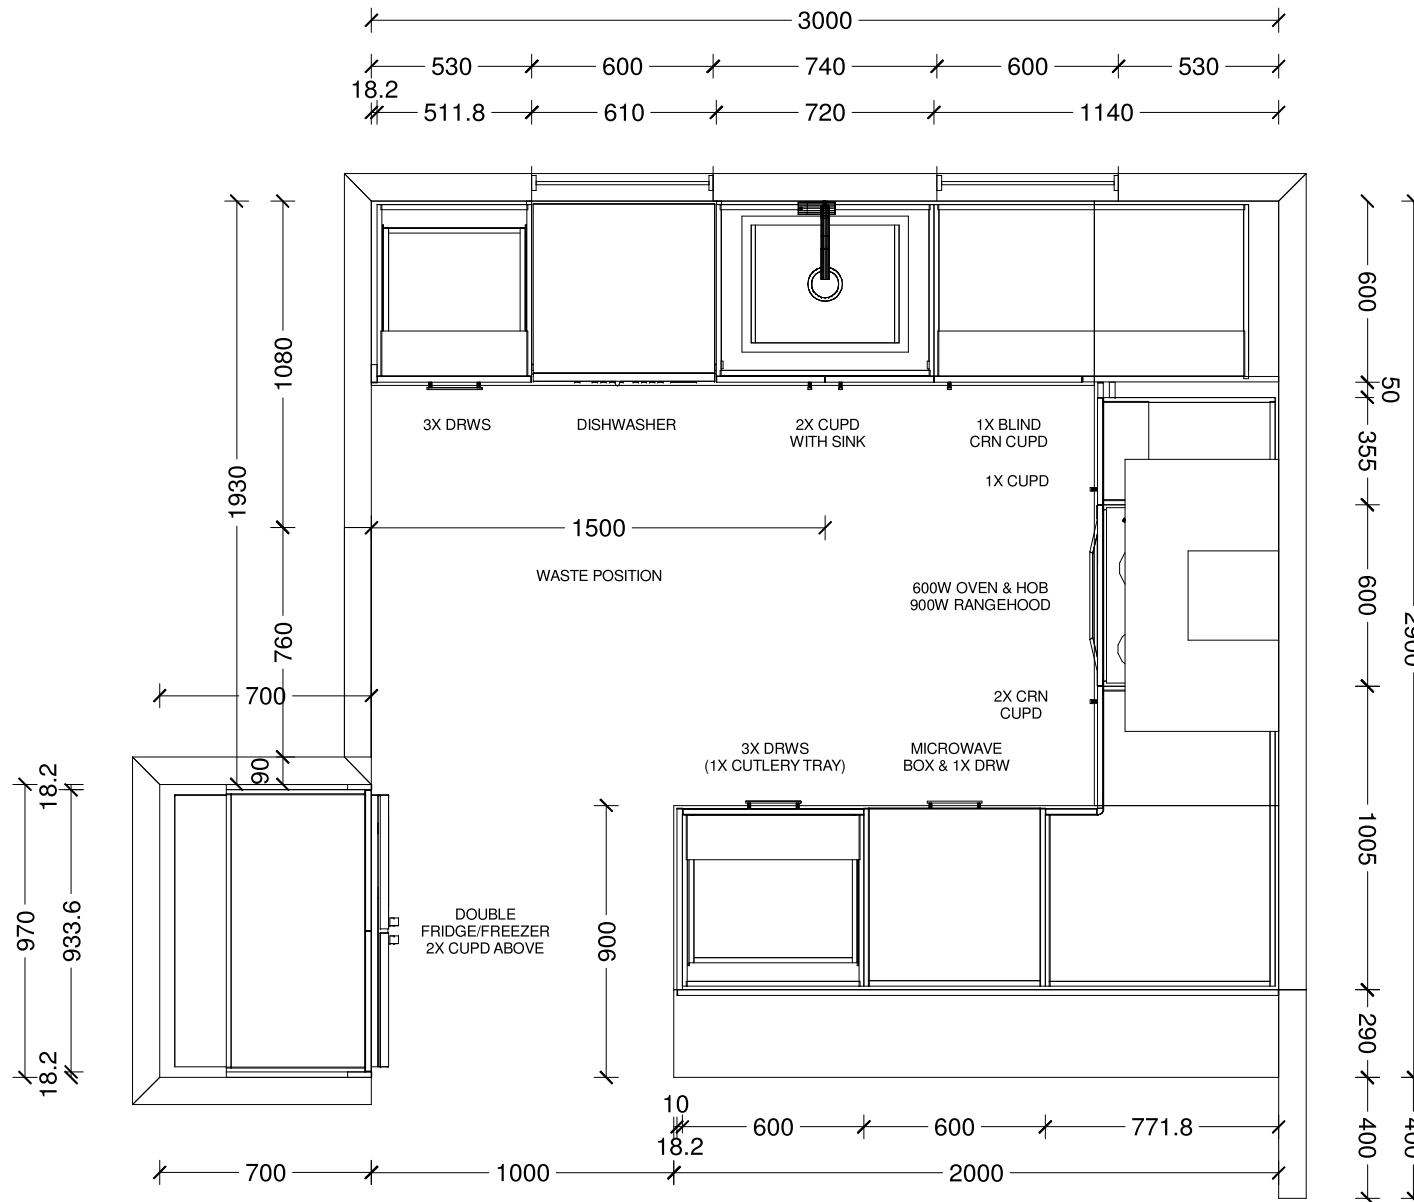 3000
530 600 740 600 530
18.2
511.8 610 720 1140
600
50
1080
1930
3X DRWS
DISHWASHER
2X CUPD
WITH SINK
1X BLIND
CRN CUPD
355
1X CUPD
1500
WASTE POSITION
600W OVEN & HOB
900W RANGEHOOD
600
2900
760
700
2X CRN
CUPD
3X DRWS
(1X CUTLERY TRAY)
MICROWAVE
BOX & 1X DRW
90
18.2
1005
970
933.6
DOUBLE
FRIDGE/FREEZER
2X CUPD ABOVE
900
18.2
290
10
600 600 771.8
18.2
400
400
700 1000 2000